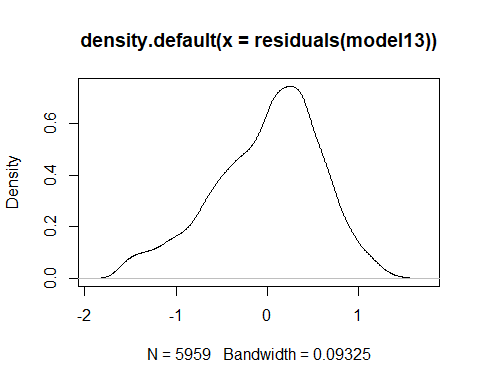 density.default(x = residuals(model13))
Density
0.6
0.4
0.2
0.0
-2
-1
0
1
N = 5959   Bandwidth = 0.09325